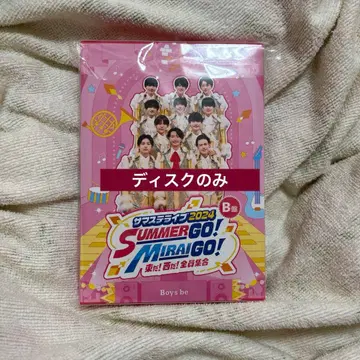 ディスクのみ
B盤
サマステライブ2024
SUMMER GO!
MIRAI GO!
東だ!西だ!全員集合
Boys be